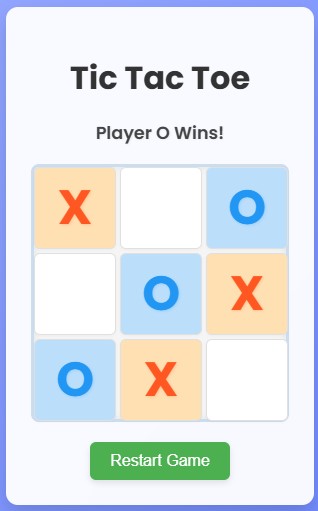 Tic Tac Toe
Player O Wins!
X O
O X
O X
Restart Game